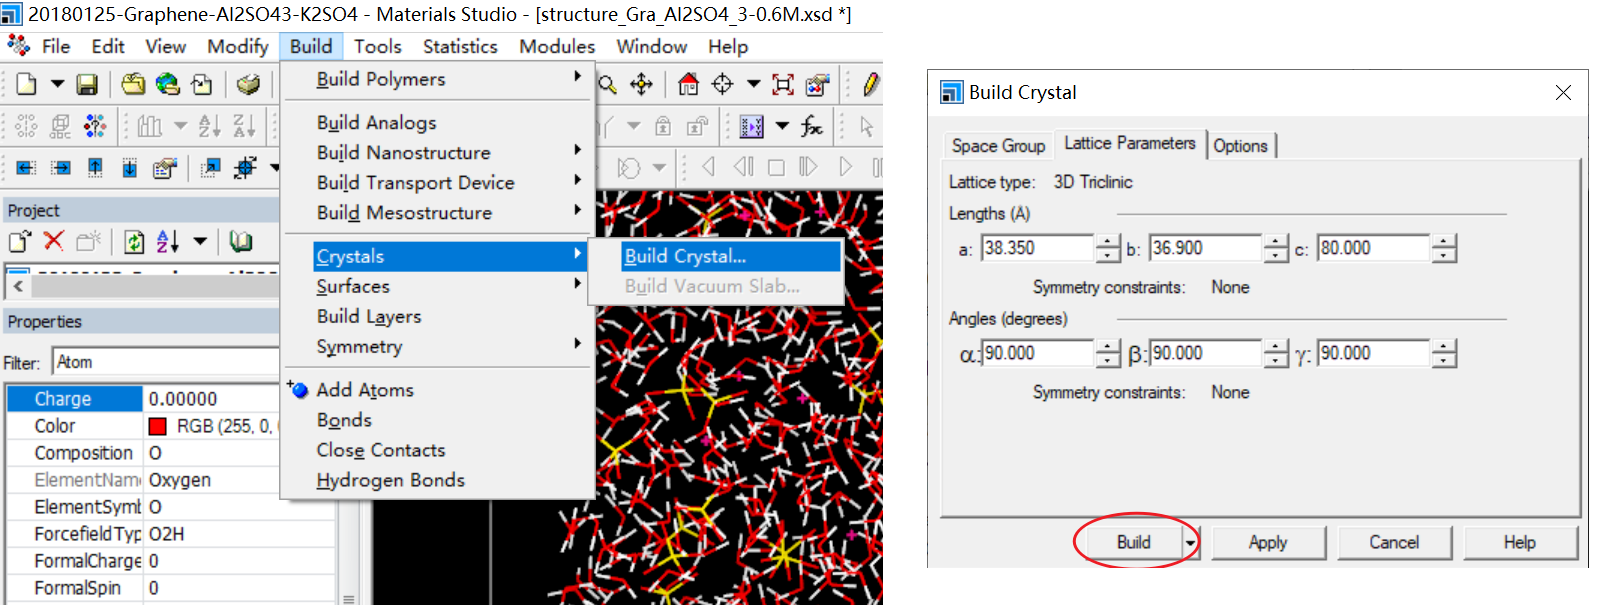 20180125-Graphene-Al2SO43-K2SO4 - Materials Studio - [structure_Gra_Al2SO4_3-0.6M.xsd *]
File Edit View Modify Build Tools Statistics Modules Window Help
Build Polymers
Build Analogs
Build Nanostructure
Build Transport Device
Build Mesostructure
Crystals
Surfaces
Build Layers
Symmetry
Add Atoms
Bonds
Close Contacts
Hydrogen Bonds
Build Crystal...
Build Vacuum Slab...
Project
Properties
Filter: Atom
Charge 0.00000
Color RGB (255, 0,
Composition O
ElementName Oxygen
ElementSymb O
ForcefieldTyp O2H
FormalCharge 0
FormalSpin 0
Build Crystal
Space Group Lattice Parameters Options
Lattice type: 3D Triclinic
Lengths (Å)
a: 38.350 b: 36.900 c: 80.000
Symmetry constraints: None
Angles (degrees)
α: 90.000 β: 90.000 γ: 90.000
Symmetry constraints: None
Build Apply Cancel Help